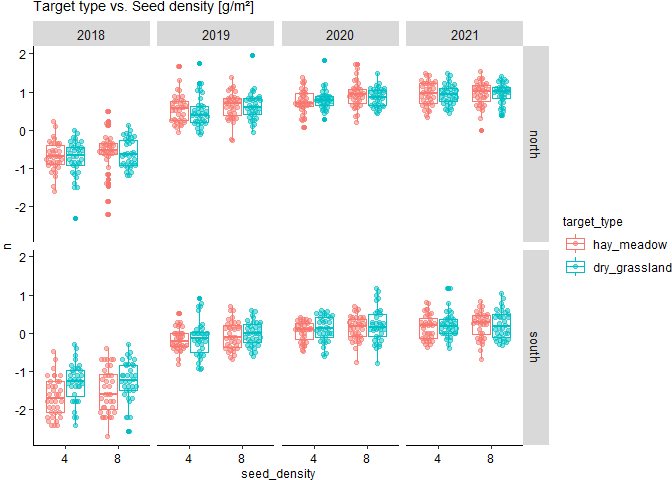 Target type vs. Seed density [g/m²]
2018 2019 2020 2021
2
1
0
-1
-2
north
n
2
1
0
-1
-2
south
4 8 4 8 4 8 4 8
seed_density
target_type
hay_meadow
dry_grassland